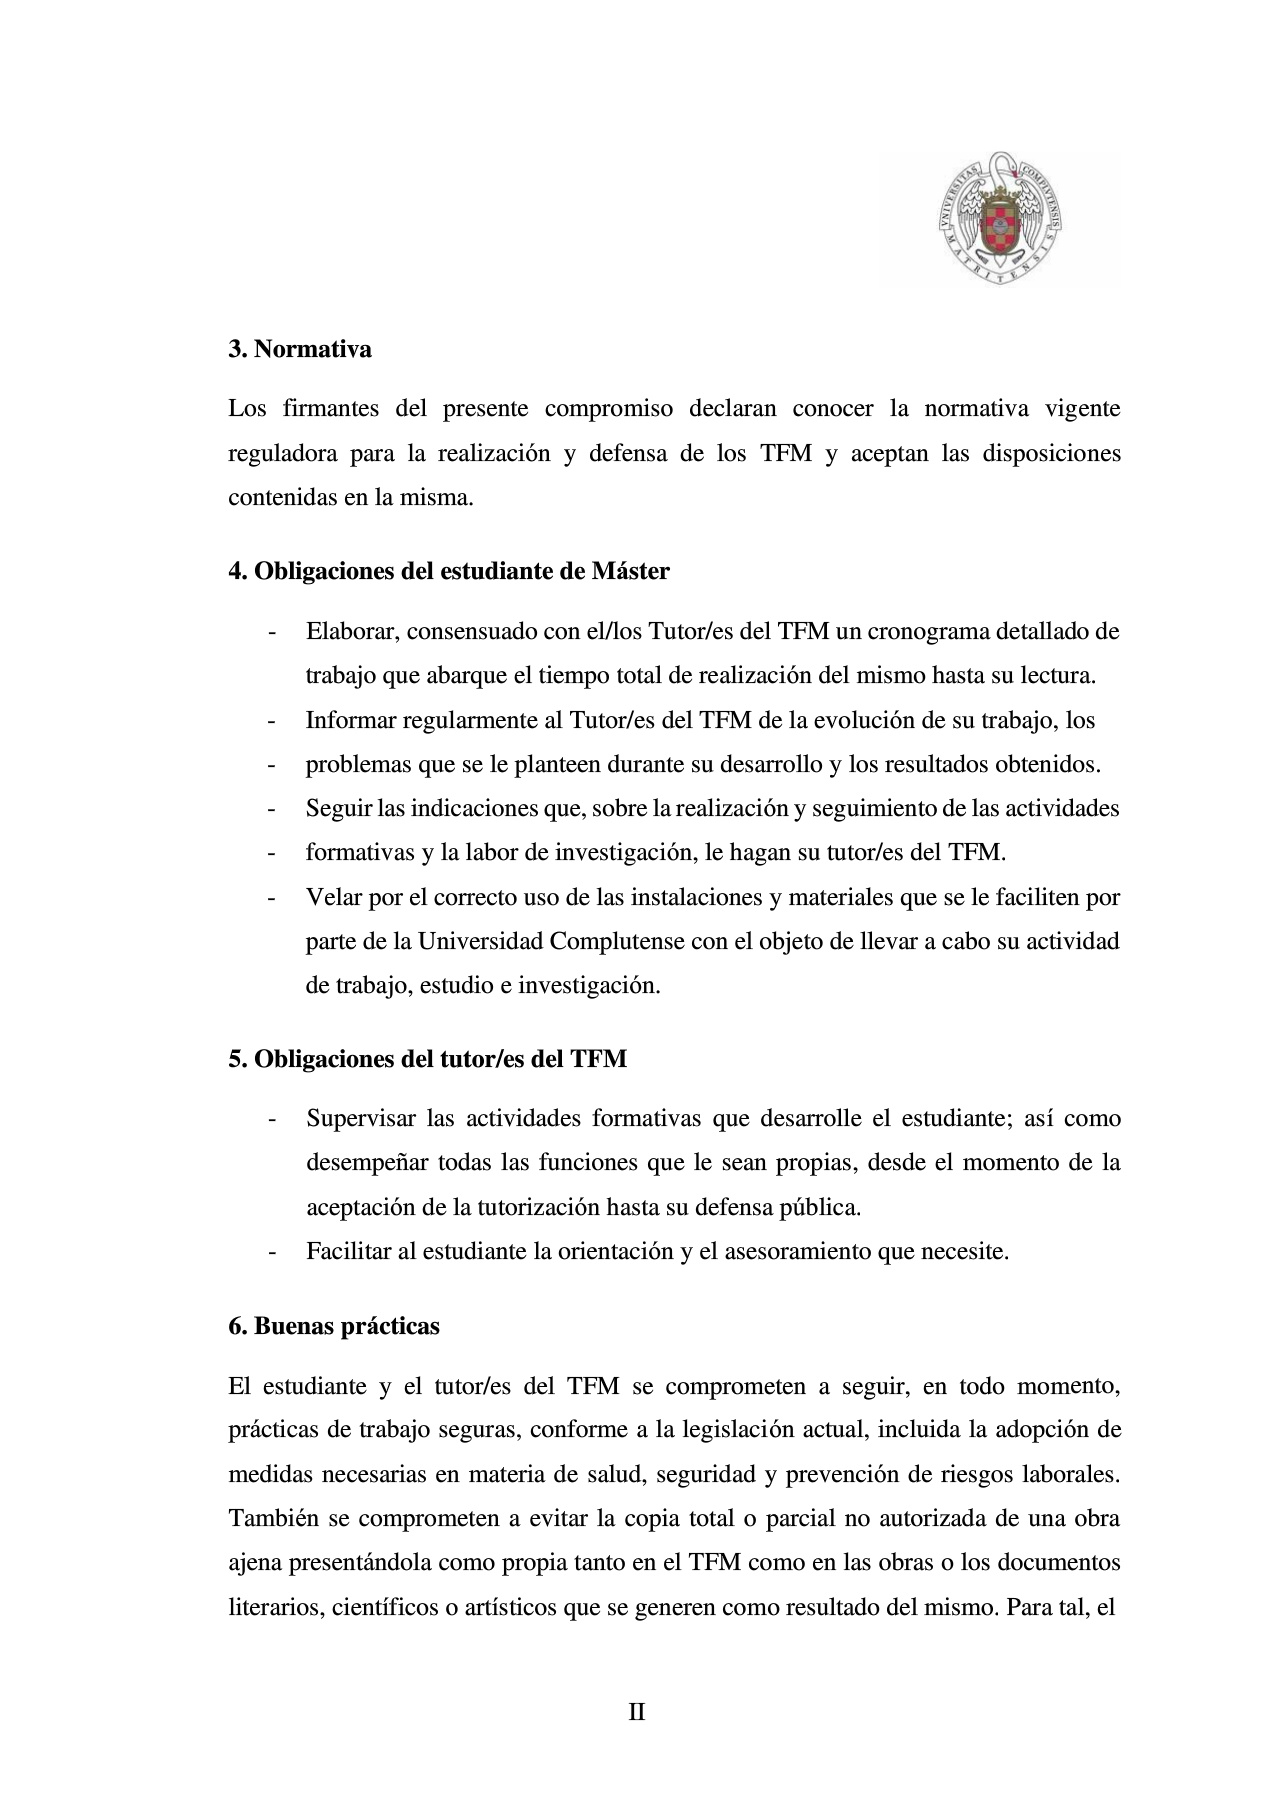 VNIVERSITAS COMPLVTENSIS
MATRITENSIS
3. Normativa
Los firmantes del presente compromiso declaran conocer la normativa vigente
reguladora para la realización y defensa de los TFM y aceptan las disposiciones
contenidas en la misma.
4. Obligaciones del estudiante de Máster
- Elaborar, consensuado con el/los Tutor/es del TFM un cronograma detallado de
trabajo que abarque el tiempo total de realización del mismo hasta su lectura.
- Informar regularmente al Tutor/es del TFM de la evolución de su trabajo, los
- problemas que se le planteen durante su desarrollo y los resultados obtenidos.
- Seguir las indicaciones que, sobre la realización y seguimiento de las actividades
- formativas y la labor de investigación, le hagan su tutor/es del TFM.
- Velar por el correcto uso de las instalaciones y materiales que se le faciliten por
parte de la Universidad Complutense con el objeto de llevar a cabo su actividad
de trabajo, estudio e investigación.
5. Obligaciones del tutor/es del TFM
- Supervisar las actividades formativas que desarrolle el estudiante; así como
desempeñar todas las funciones que le sean propias, desde el momento de la
aceptación de la tutorización hasta su defensa pública.
- Facilitar al estudiante la orientación y el asesoramiento que necesite.
6. Buenas prácticas
El estudiante y el tutor/es del TFM se comprometen a seguir, en todo momento,
prácticas de trabajo seguras, conforme a la legislación actual, incluida la adopción de
medidas necesarias en materia de salud, seguridad y prevención de riesgos laborales.
También se comprometen a evitar la copia total o parcial no autorizada de una obra
ajena presentándola como propia tanto en el TFM como en las obras o los documentos
literarios, científicos o artísticos que se generen como resultado del mismo. Para tal, el
II